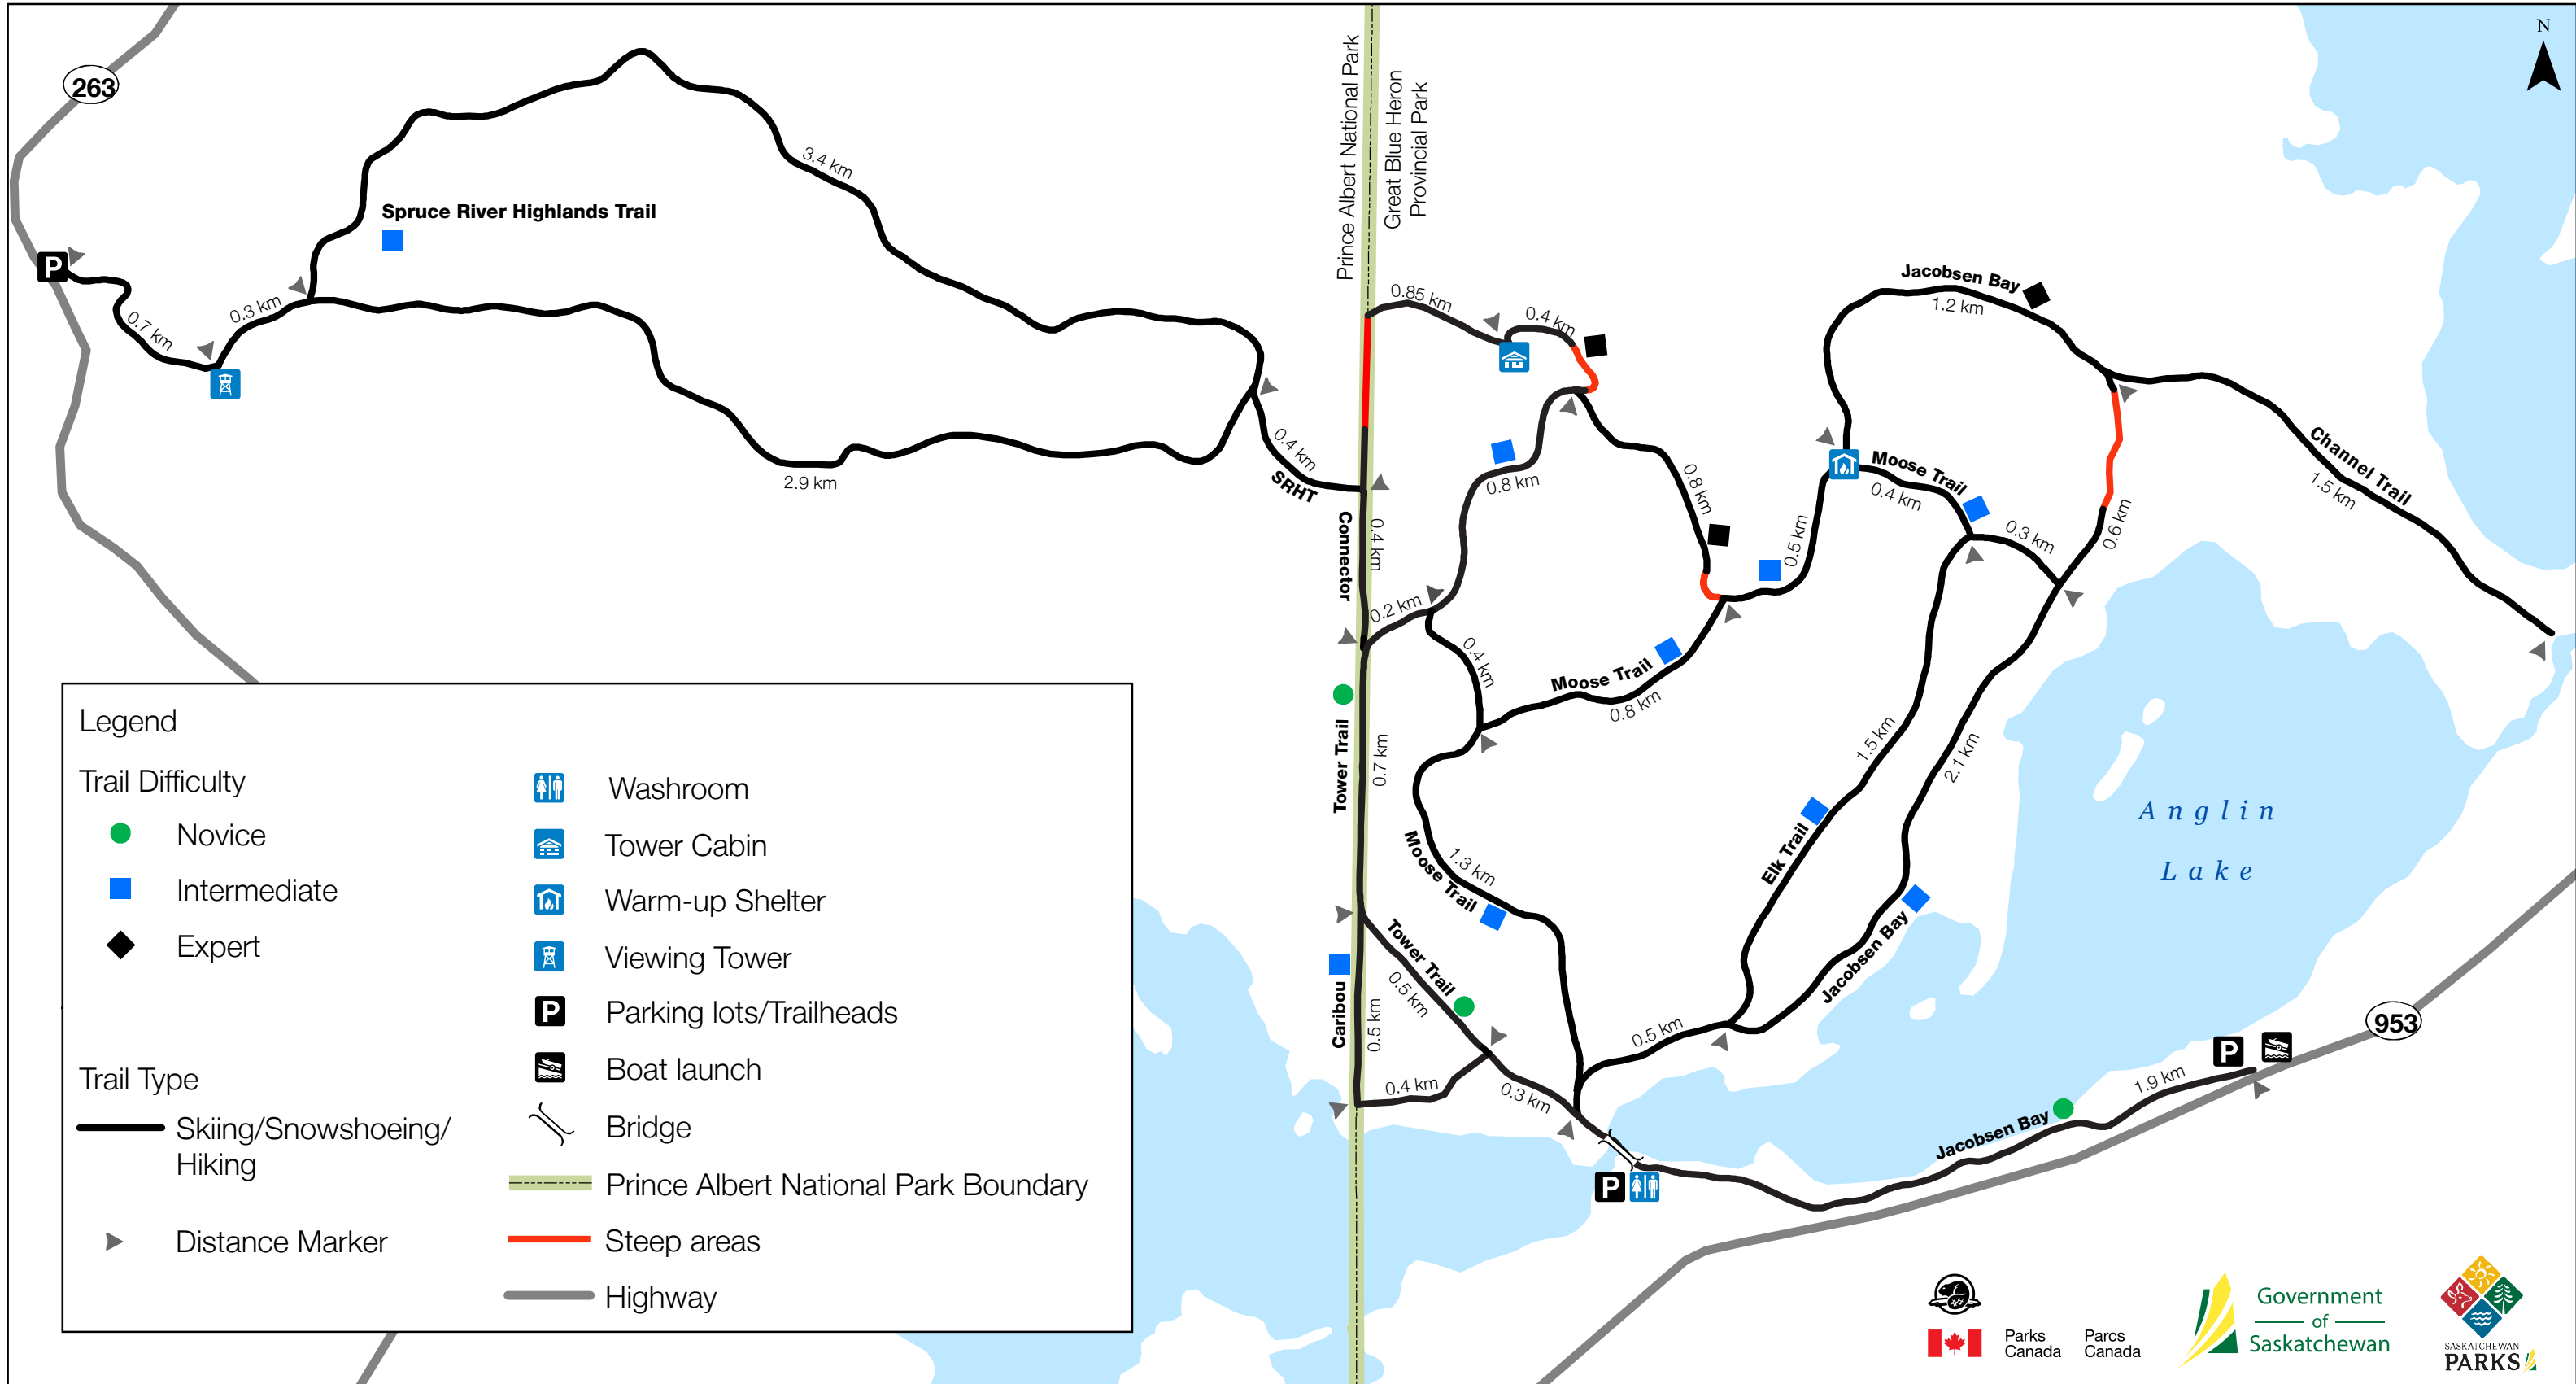 263
N
Prince Albert National Park
Great Blue Heron
Provincial Park
3.4 km
Spruce River Highlands Trail
P
0.3 km
0.7 km
2.9 km
0.4 km
SRHT
Connector
0.4 km
0.85 km
0.4 km
0.8 km
0.8 km
0.2 km
0.4 km
Jacobsen Bay
1.2 km
Moose Trail
0.4 km
0.3 km
0.5 km
0.6 km
Channel Trail
1.5 km
Moose Trail
0.8 km
Tower Trail
0.7 km
Moose Trail
1.3 km
Elk Trail
1.5 km
2.1 km
Jacobsen Bay
Anglin
Lake
Tower Trail
0.5 km
Caribou
0.5 km
0.4 km
0.3 km
0.5 km
953
P
1.9 km
Jacobsen Bay
P
Legend
Trail Difficulty
Novice
Intermediate
Expert
Trail Type
Skiing/Snowshoeing/
Hiking
Distance Marker
Washroom
Tower Cabin
Warm-up Shelter
Viewing Tower
P
Parking lots/Trailheads
Boat launch
Bridge
Prince Albert National Park Boundary
Steep areas
Highway
Parks
Canada
Parcs
Canada
Government
of
Saskatchewan
SASKATCHEWAN
PARKS